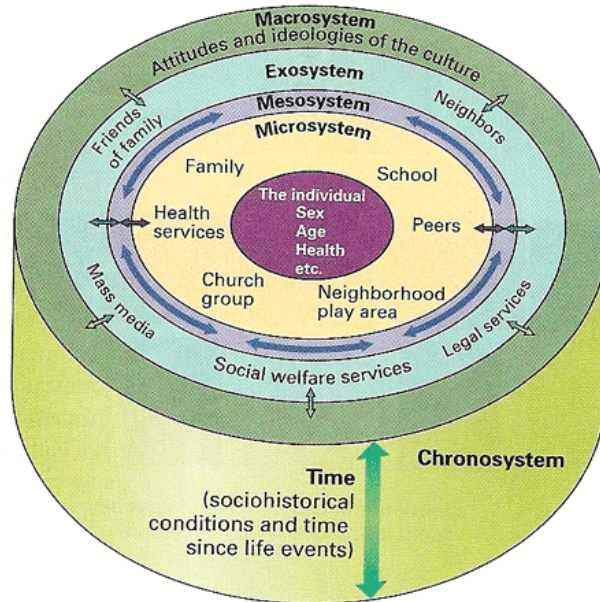 Macrosystem
Attitudes and ideologies of the culture
Exosystem
Mesosystem
Microsystem
Friends
of family
Neighbors
Family
School
The individual
Sex
Age
Health
etc.
Health
services
Peers
Church
group
Neighborhood
play area
Mass media
Legal services
Social welfare services
Chronosystem
Time
(sociohistorical
conditions and time
since life events)